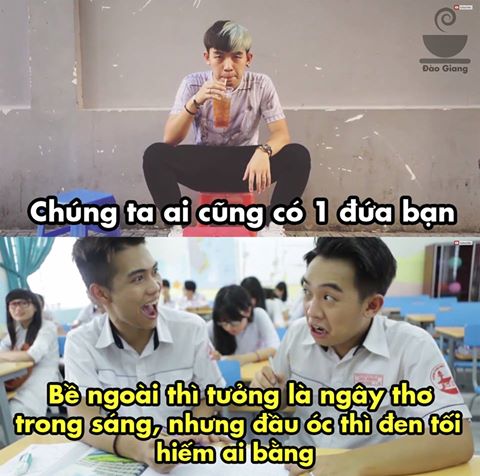 Đào Giang
Chúng ta ai cũng có 1 đứa bạn
Bề ngoài thì tưởng là ngây thơ
trong sáng, nhưng đầu óc thì đen tối
hiếm ai bằng